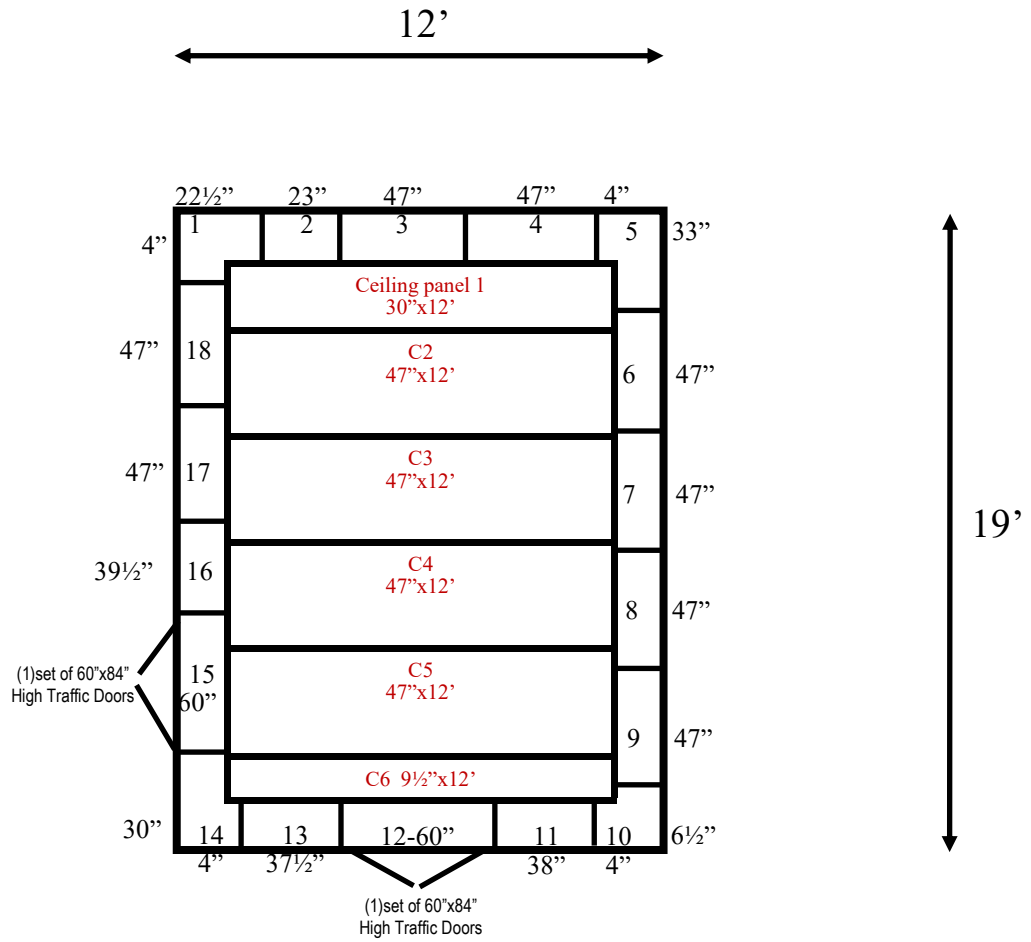 12’
22½” 23” 47” 47” 4”
1 2 3 4 5 33”
4”
Ceiling panel 1
30”x12’
C2
47”x12’
47” 18 6 47”
C3
47”x12’
47” 17 7 47”
19’
C4
47”x12’
39½” 16 8 47”
C5
47”x12’
(1)set of 60”x84”
High Traffic Doors
15
60”
9 47”
C6 9½”x12’
30” 14 13 12-60” 11 10 6½”
4” 37½” 38” 4”
(1)set of 60”x84”
High Traffic Doors